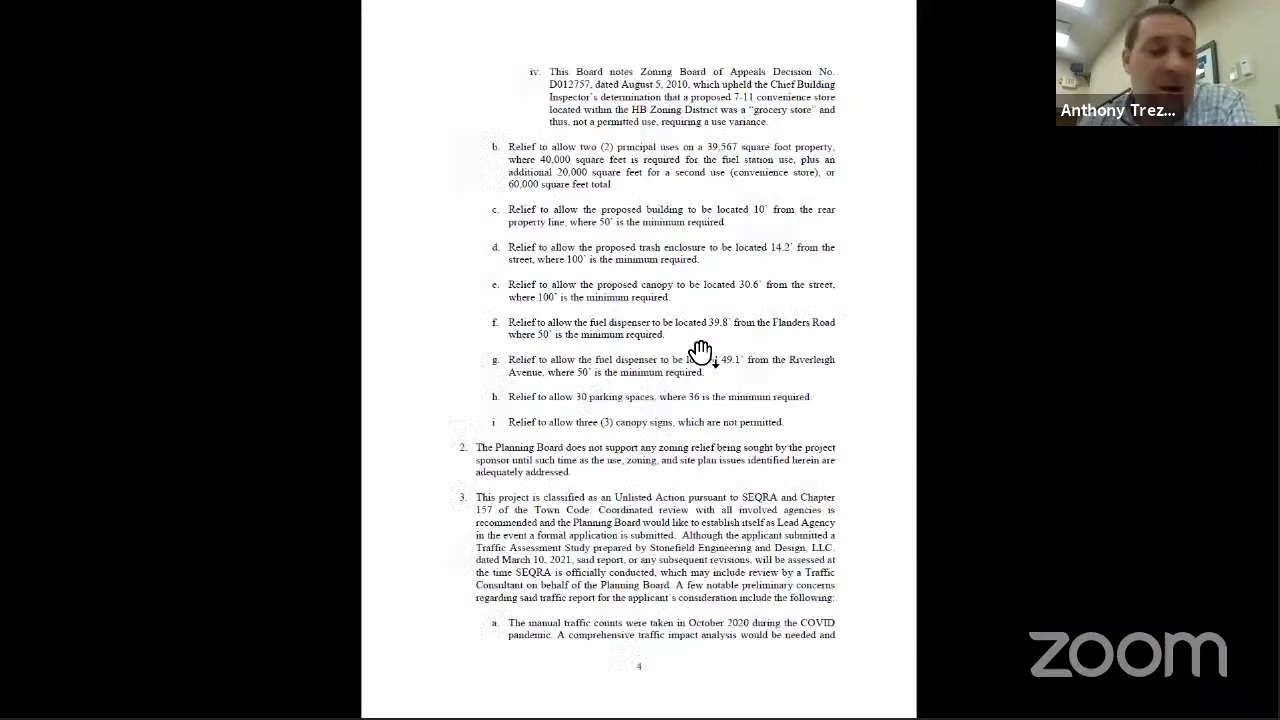 iv. This Board notes Zoning Board of Appeals Decision No.
D012757, dated August 5, 2010, which upheld the Chief Building
Inspector's determination that a proposed 7-11 convenience store
located within the HB Zoning District was a "grocery store" and
thus, not a permitted use, requiring a use variance.
b. Relief to allow two (2) principal uses on a 39,567 square foot property,
where 40,000 square feet is required for the fuel station use, plus an
additional 20,000 square feet for a second use (convenience store), or
60,000 square feet total.
c. Relief to allow the proposed building to be located 10' from the rear
property line, where 50' is the minimum required.
d. Relief to allow the proposed trash enclosure to be located 14.2' from the
street, where 100' is the minimum required.
e. Relief to allow the proposed canopy to be located 30.6' from the street,
where 100' is the minimum required.
f. Relief to allow the fuel dispenser to be located 39.8' from the Flanders Road
where 50' is the minimum required.
g. Relief to allow the fuel dispenser to be 49.1' from the Riverleigh
Avenue, where 50' is the minimum required.
h. Relief to allow 30 parking spaces, where 36 is the minimum required.
i Relief to allow three (3) canopy signs, which are not permitted.
2. The Planning Board does not support any zoning relief being sought by the project
sponsor until such time as the use, zoning, and site plan issues identified herein are
adequately addressed.
3. This project is classified as an Unlisted Action pursuant to SEQRA and Chapter
157 of the Town Code. Coordinated review with all involved agencies is
recommended and the Planning Board would like to establish itself as Lead Agency
in the event a formal application is submitted. Although the applicant submitted a
Traffic Assessment Study prepared by Stonefield Engineering and Design, LLC.
dated March 10, 2021, said report, or any subsequent revisions, will be assessed at
the time SEQRA is officially conducted, which may include review by a Traffic
Consultant on behalf of the Planning Board. A few notable preliminary concerns
regarding said traffic report for the applicant's consideration include the following:
a. The manual traffic counts were taken in October 2020 during the COVID
pandemic. A comprehensive traffic impact analysis would be needed and
4
Anthony Trez...
zoom